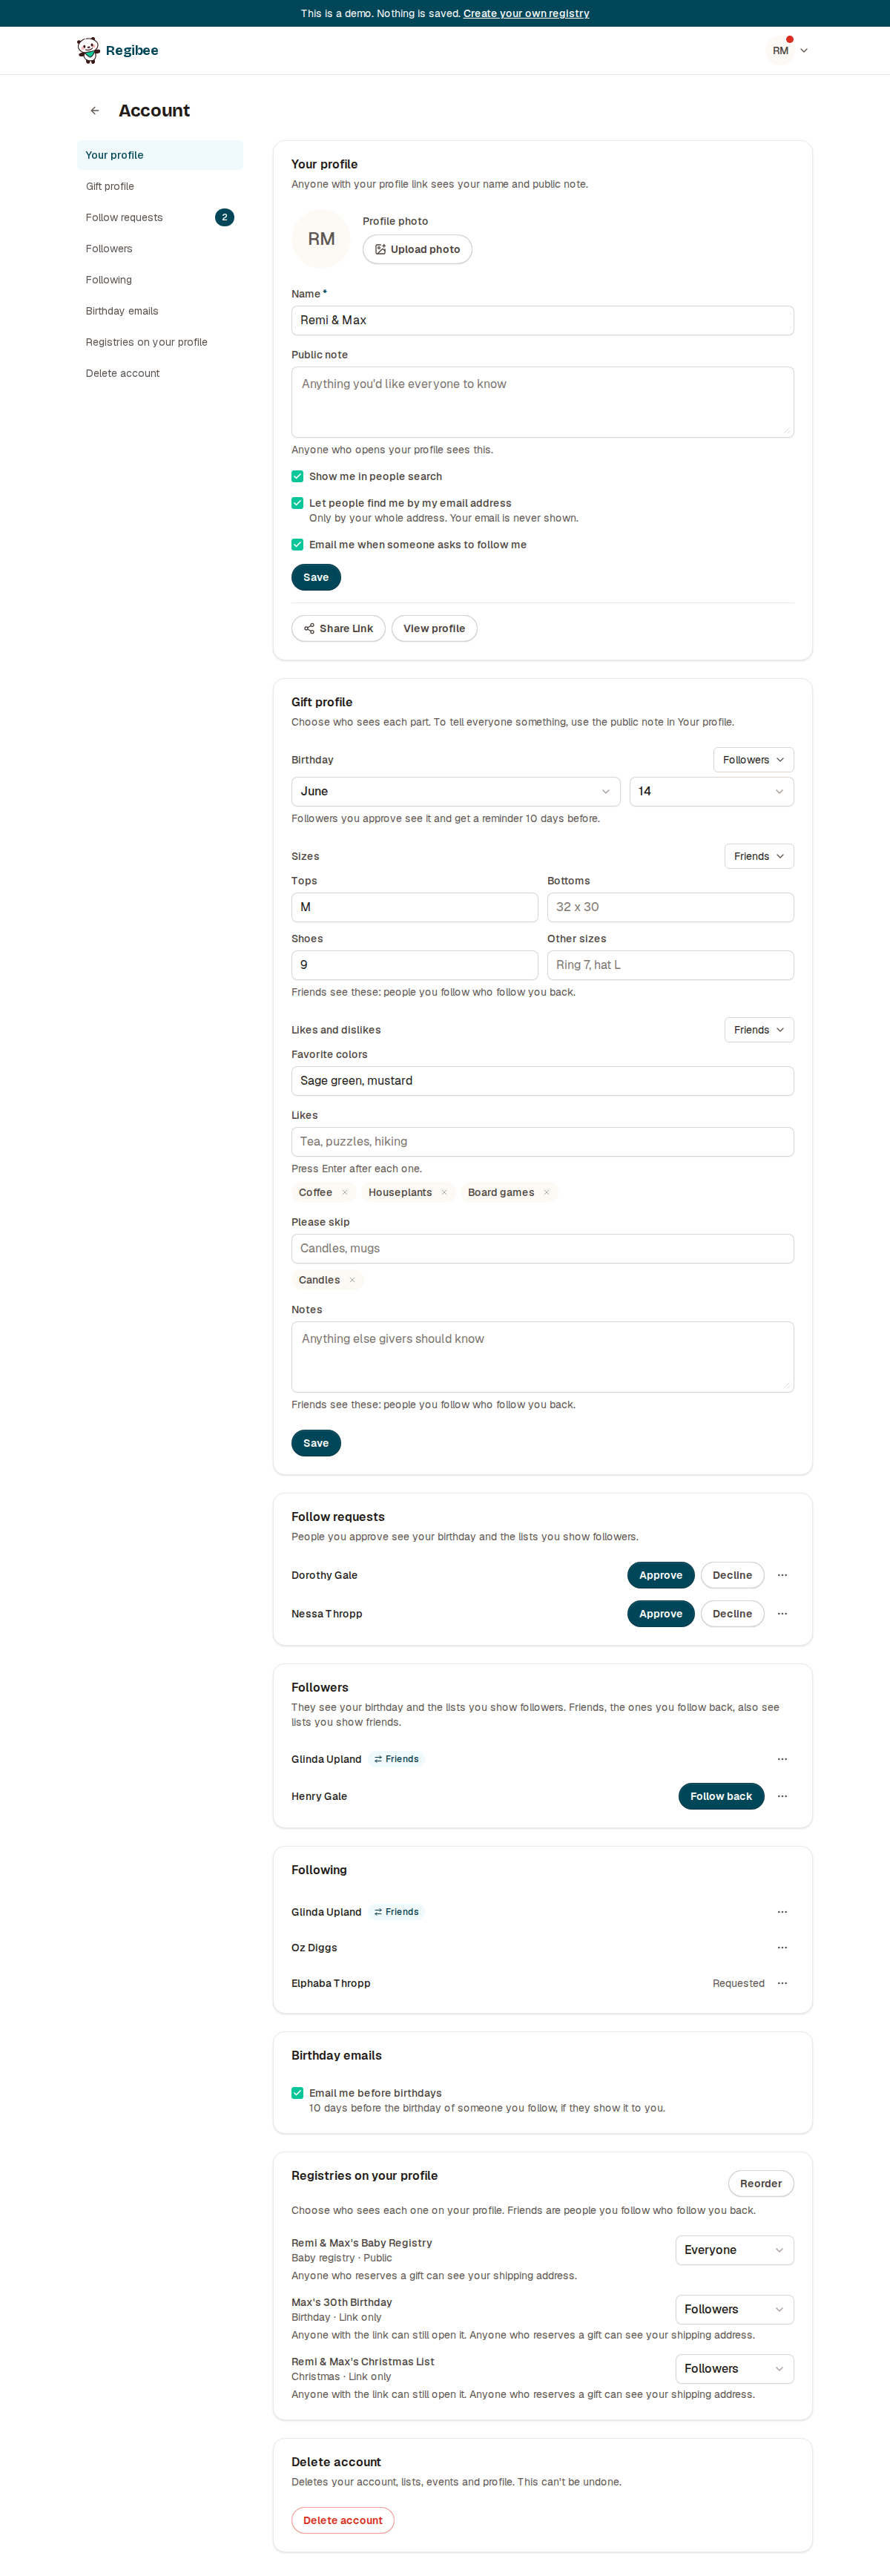 This is a demo. Nothing is saved. Create your own registry
Regibee
RM
Account
Your profile
Gift profile
Follow requests 2
Followers
Following
Birthday emails
Registries on your profile
Delete account
Your profile
Anyone with your profile link sees your name and public note.
RM
Profile photo
Upload photo
Name *
Remi & Max
Public note
Anything you'd like everyone to know
Anyone who opens your profile sees this.
Show me in people search
Let people find me by my email address
Only by your whole address. Your email is never shown.
Email me when someone asks to follow me
Save
Share Link View profile
Gift profile
Choose who sees each part. To tell everyone something, use the public note in Your profile.
Birthday Followers
June 14
Followers you approve see it and get a reminder 10 days before.
Sizes Friends
Tops Bottoms
M 32 x 30
Shoes Other sizes
9 Ring 7, hat L
Friends see these: people you follow who follow you back.
Likes and dislikes Friends
Favorite colors
Sage green, mustard
Likes
Tea, puzzles, hiking
Press Enter after each one.
Coffee Houseplants Board games
Please skip
Candles, mugs
Candles
Notes
Anything else givers should know
Friends see these: people you follow who follow you back.
Save
Follow requests
People you approve see your birthday and the lists you show followers.
Dorothy Gale Approve Decline
Nessa Thropp Approve Decline
Followers
They see your birthday and the lists you show followers. Friends, the ones you follow back, also see
lists you show friends.
Glinda Upland Friends
Henry Gale Follow back
Following
Glinda Upland Friends
Oz Diggs
Elphaba Thropp Requested
Birthday emails
Email me before birthdays
10 days before the birthday of someone you follow, if they show it to you.
Registries on your profile Reorder
Choose who sees each one on your profile. Friends are people you follow who follow you back.
Remi & Max's Baby Registry Everyone
Baby registry · Public
Anyone who reserves a gift can see your shipping address.
Max's 30th Birthday Followers
Birthday · Link only
Anyone with the link can still open it. Anyone who reserves a gift can see your shipping address.
Remi & Max's Christmas List Followers
Christmas · Link only
Anyone with the link can still open it. Anyone who reserves a gift can see your shipping address.
Delete account
Deletes your account, lists, events and profile. This can't be undone.
Delete account